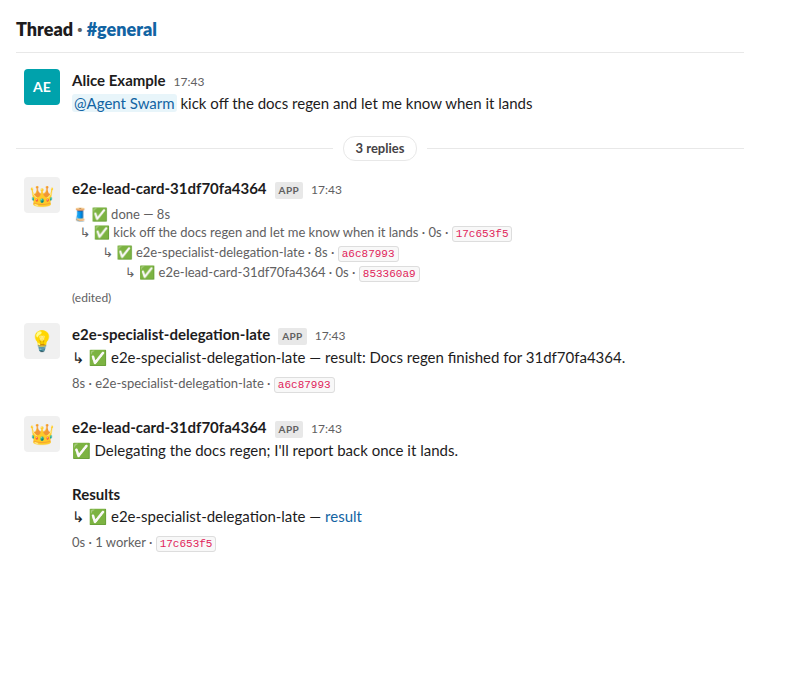 Thread • #general
AE
Alice Example 17:43
@Agent Swarm kick off the docs regen and let me know when it lands
3 replies
e2e-lead-card-31df70fa4364 APP 17:43
🧵 ✅ done — 8s
↳ ✅ kick off the docs regen and let me know when it lands · 0s · 17c653f5
↳ ✅ e2e-specialist-delegation-late · 8s · a6c87993
↳ ✅ e2e-lead-card-31df70fa4364 · 0s · 853360a9
(edited)
e2e-specialist-delegation-late APP 17:43
↳ ✅ e2e-specialist-delegation-late — result: Docs regen finished for 31df70fa4364.
8s · e2e-specialist-delegation-late · a6c87993
e2e-lead-card-31df70fa4364 APP 17:43
✅ Delegating the docs regen; I'll report back once it lands.
Results
↳ ✅ e2e-specialist-delegation-late — result
0s · 1 worker · 17c653f5